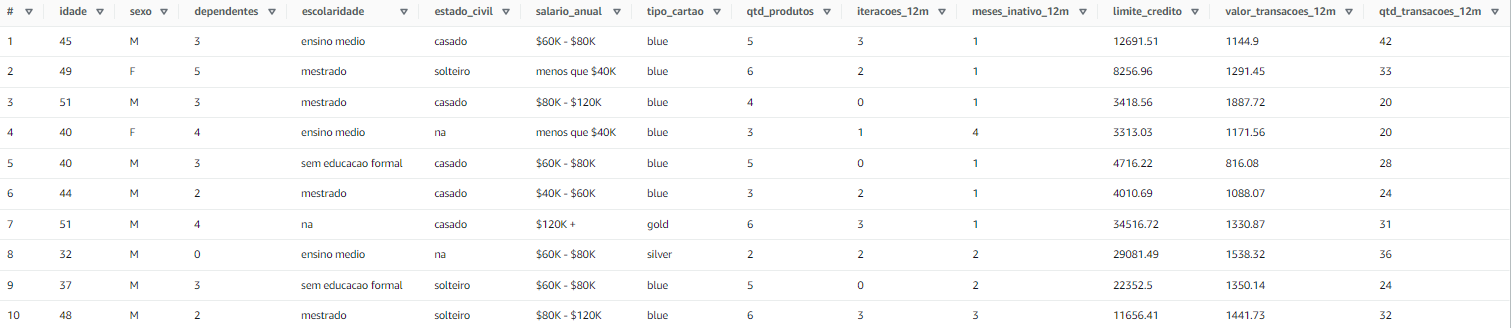 # idade sexo dependentes escolaridade estado_civil salario_anual tipo_cartao qtd_produtos iteracoes_12m meses_inativo_12m limite_credito valor_transacoes_12m qtd_transacoes_12m
1 45 M 3 ensino medio casado $60K - $80K blue 5 3 1 12691.51 1144.9 42
2 49 F 5 mestrado solteiro menos que $40K blue 6 2 1 8256.96 1291.45 33
3 51 M 3 mestrado casado $80K - $120K blue 4 0 1 3418.56 1887.72 20
4 40 F 4 ensino medio na menos que $40K blue 3 1 4 3313.03 1171.56 20
5 40 M 3 sem educacao formal casado $60K - $80K blue 5 0 1 4716.22 816.08 28
6 44 M 2 mestrado casado $40K - $60K blue 3 2 1 4010.69 1088.07 24
7 51 M 4 na casado $120K + gold 6 3 1 34516.72 1330.87 31
8 32 M 0 ensino medio na $60K - $80K silver 2 2 2 29081.49 1538.32 36
9 37 M 3 sem educacao formal solteiro $60K - $80K blue 5 0 2 22352.5 1350.14 24
10 48 M 2 mestrado solteiro $80K - $120K blue 6 3 3 11656.41 1441.73 32